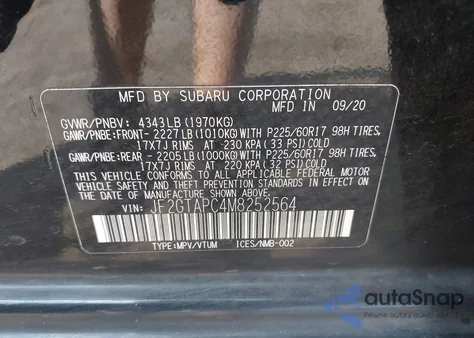 MFD BY SUBARU CORPORATION
MFD IN 09/20
GVWR/PNBV: 4343LB(1970KG)
GAWR/PNBE:FRONT- 2227LB(1010KG)WITH P225/60R17 98H TIRES,
17X7J RIMS AT -230 KPA (33 PSI)COLD
GAWR/PNBE:REAR - 2205LB(1000KG)WITH P225/60R17 98H TIRES,
17X7J RIMS AT 220 KPA (32 PSI)COLD
THIS VEHICLE CONFORMS TO ALL APPLICABLE
FEDERAL MOTOR VEHICLE SAFETY, BUMPER,
AND THEFT PREVENTION STANDARDS IN EFFECT ON
THE DATE OF MANUFACTURE SHOWN ABOVE.
VIN: JF2GTAPC4M8252564
TYPE:MPV/VTUM ICES/NMB-002
autoSnap
Pewne auta's aukcji